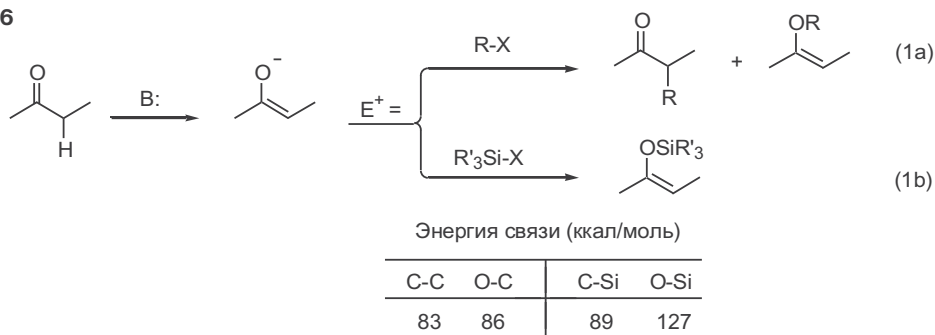 6
O
H
B:
O⁻
E⁺ =
R-X
O
R
+
OR
(1a)
R'₃Si-X
OSiR'₃
(1b)
Энергия связи (ккал/моль)
C-C O-C C-Si O-Si
83 86 89 127